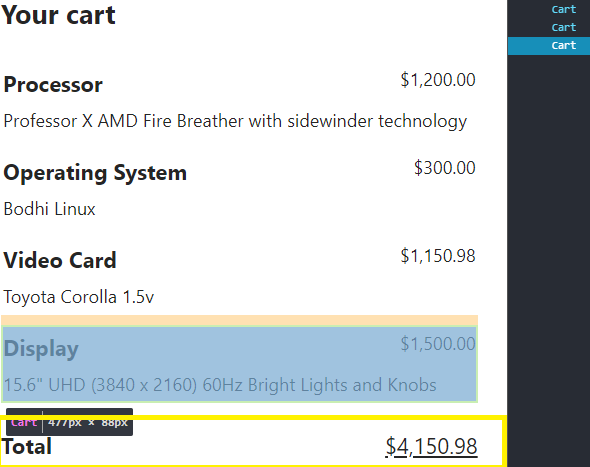 Your cart
Cart
Cart
Cart
Processor $1,200.00
Professor X AMD Fire Breather with sidewinder technology
Operating System $300.00
Bodhi Linux
Video Card $1,150.98
Toyota Corolla 1.5v
Display $1,500.00
15.6" UHD (3840 x 2160) 60Hz Bright Lights and Knobs
Cart 477px × 88px
Total $4,150.98